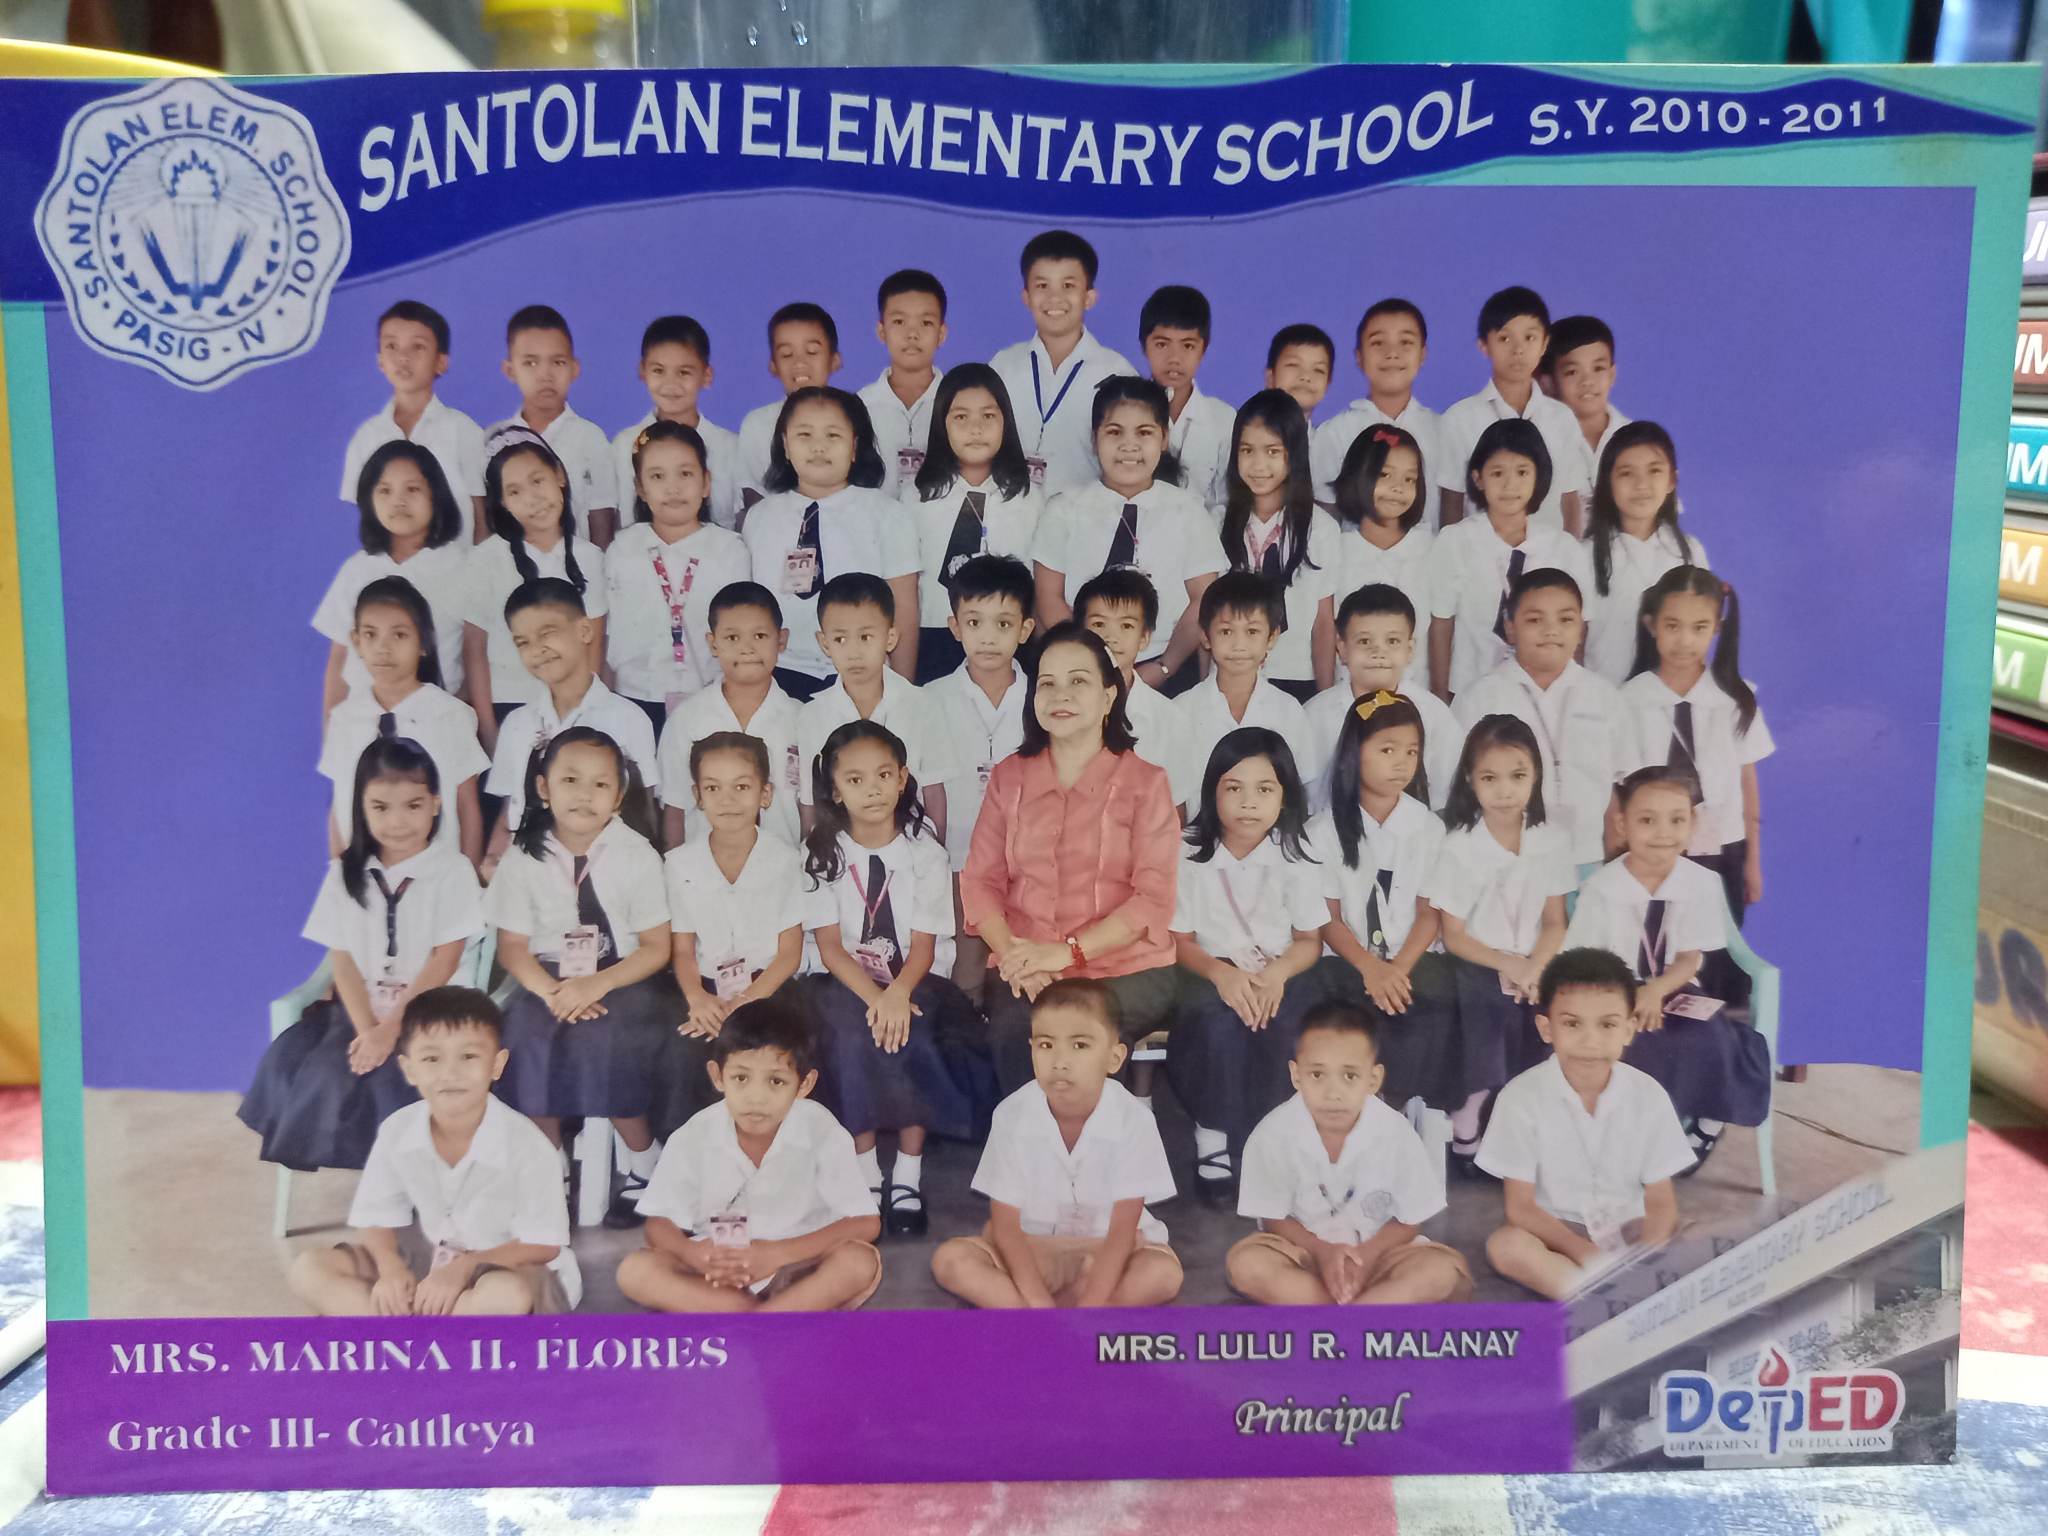 SANTOLAN ELEMENTARY SCHOOL S.Y. 2010 - 2011
SANTOLAN ELEM. SCHOOL
PASIG - IV
SANTOLAN ELEMENTARY SCHOOL
MRS. MARINA H. FLORES
Grade III- Cattleya
MRS. LULU R. MALANAY
Principal
DepED
DEPARTMENT OF EDUCATION